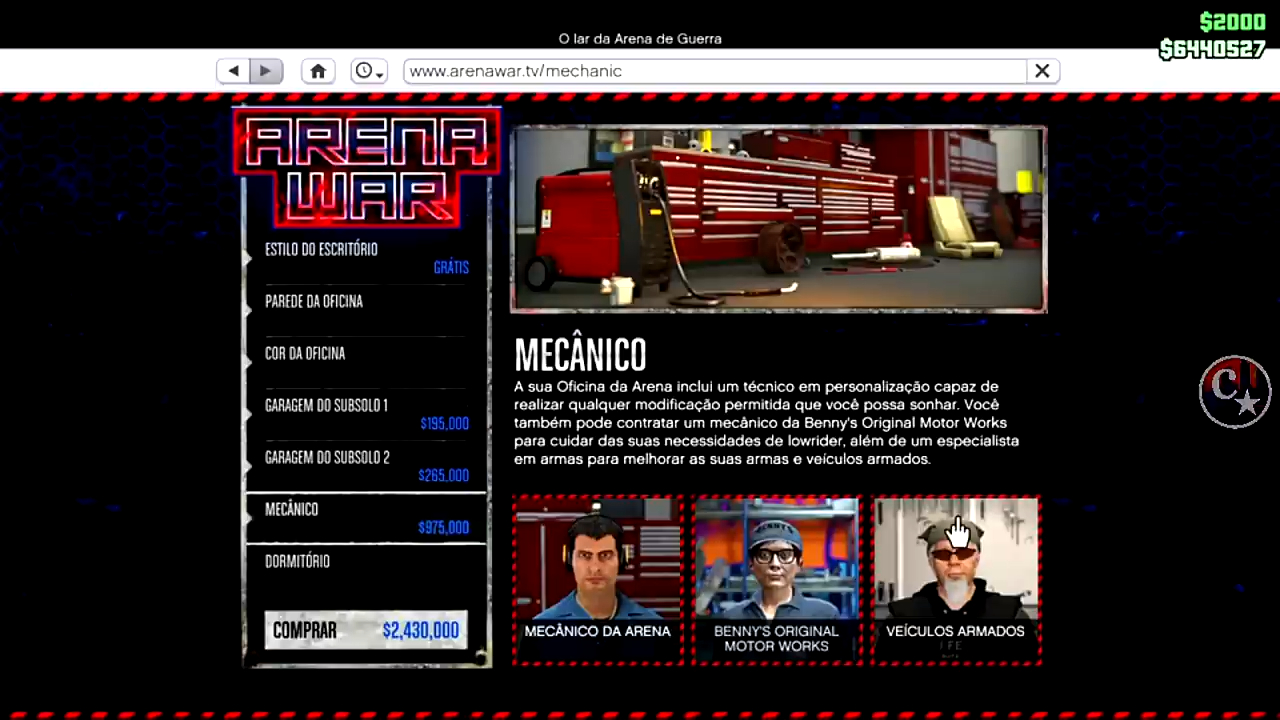 $2000
$6440527
O lar da Arena de Guerra
www.arenawar.tv/mechanic
ARENA
WAR
ESTILO DO ESCRITÓRIO
GRÁTIS
PAREDE DA OFICINA
COR DA OFICINA
GARAGEM DO SUBSOLO 1
$195,000
GARAGEM DO SUBSOLO 2
$265,000
MECÂNICO
$975,000
DORMITÓRIO
COMPRAR $2,430,000
MECÂNICO
A sua Oficina da Arena inclui um técnico em personalização capaz de
realizar qualquer modificação permitida que você possa sonhar. Você
também pode contratar um mecânico da Benny's Original Motor Works
para cuidar das suas necessidades de lowrider, além de um especialista
em armas para melhorar as suas armas e veículos armados.
MECÂNICO DA ARENA
BENNY'S ORIGINAL
MOTOR WORKS
VEÍCULOS ARMADOS
C